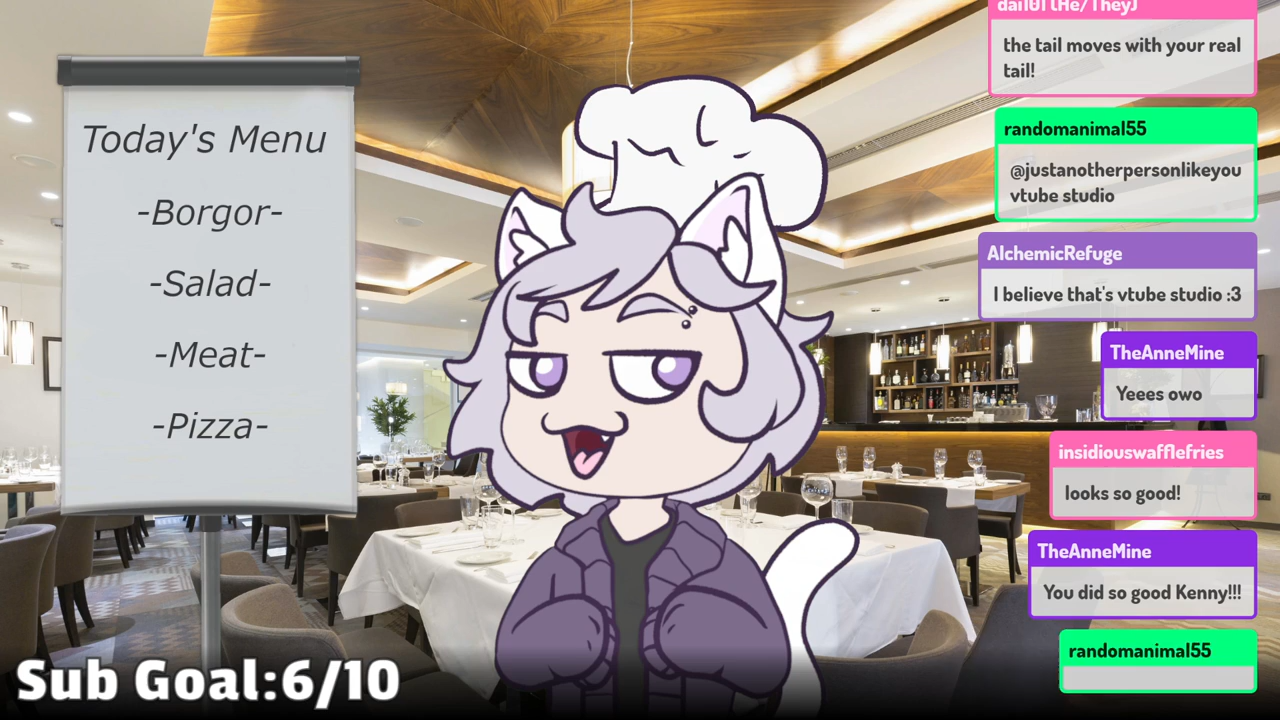 Today's Menu
-Borgor-
-Salad-
-Meat-
-Pizza-
Sub Goal:6/10
(He/They)
the tail moves with your real
tail!
randomanimal55
@justanotherpersonlikeyou
vtube studio
AlchemicRefuge
I believe that's vtube studio :3
TheAnneMine
Yeees owo
insidiouswafflefries
looks so good!
TheAnneMine
You did so good Kenny!!!
randomanimal55